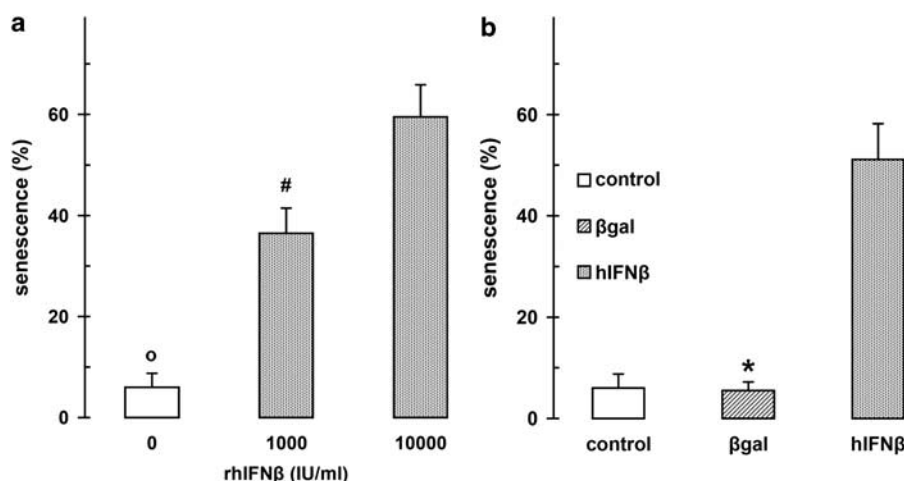 a
senescence (%)
60
40
20
0
o
#
0 1000 10000
rhIFNβ (IU/ml)
b
senescence (%)
60
40
20
0
control
βgal
hIFNβ
*
control βgal hIFNβ